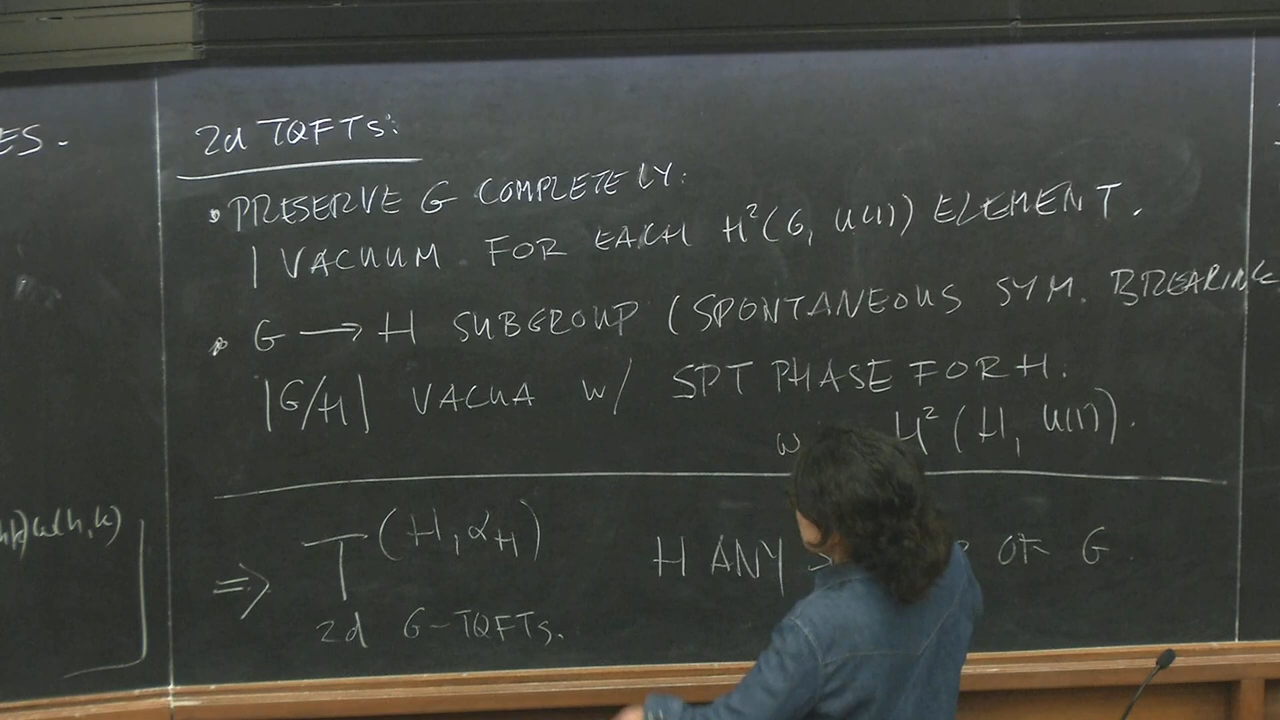 ES.
2d TQFTs:
• PRESERVE G COMPLETELY:
1 VACUUM FOR EACH H²(G, U(1)) ELEMENT.
• G → H SUBGROUP (SPONTANEOUS SYM. BREAKING
|G/H| VACUA W/ SPT PHASE FOR H.
H²(H, U(1)).
⇒ T^(H, α_H) H ANY OF G.
2d G-TQFTs.